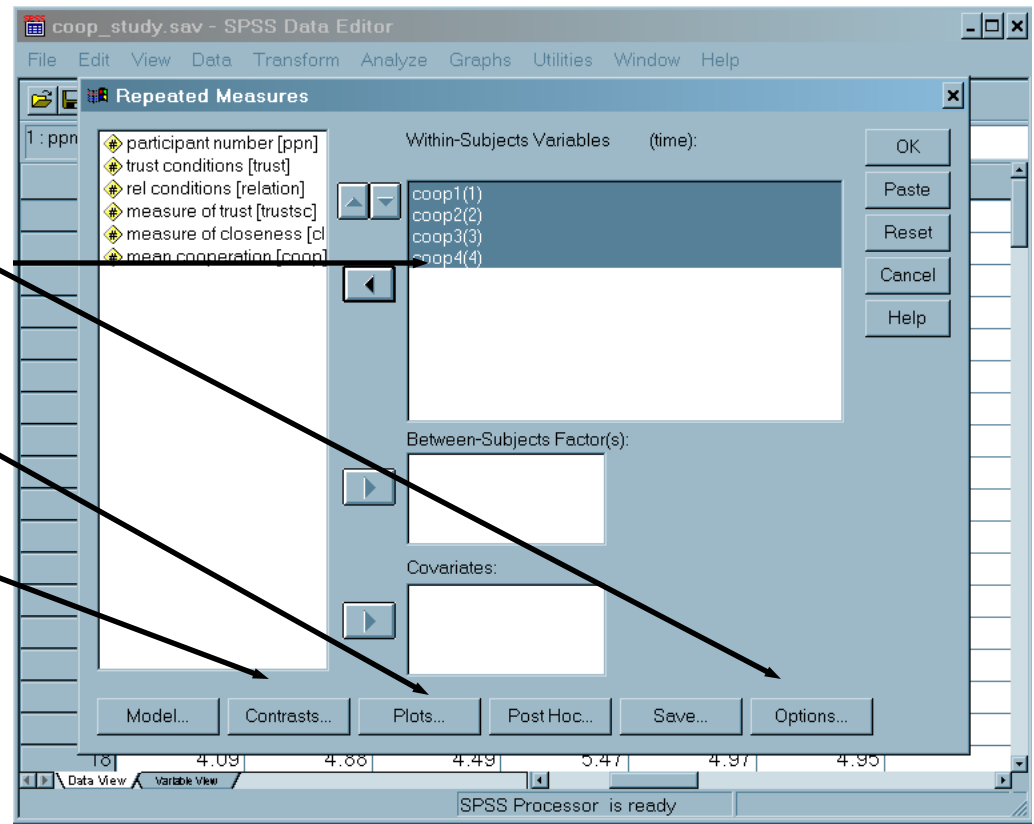 coop_study.sav - SPSS Data Editor
File Edit View Data Transform Analyze Graphs Utilities Window Help
Repeated Measures
1 : ppn
participant number [ppn]
trust conditions [trust]
rel conditions [relation]
measure of trust [trustsc]
measure of closeness [cl
mean cooperation [coop]
Within-Subjects Variables (time):
coop1(1)
coop2(2)
coop3(3)
coop4(4)
OK
Paste
Reset
Cancel
Help
Between-Subjects Factor(s):
Covariates:
Model... Contrasts... Plots... Post Hoc... Save... Options...
18 4.09 4.88 4.49 5.47 4.97 4.95
Data View Variable View
SPSS Processor is ready